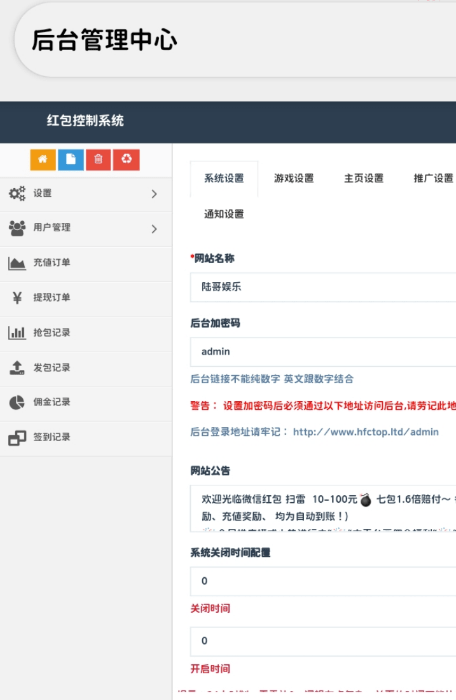 后台管理中心
红包控制系统
系统设置 游戏设置 主页设置 推广设置
通知设置
设置
用户管理
充值订单
提现订单
抢包记录
发包记录
佣金记录
签到记录
*网站名称
陆哥娱乐
后台加密码
admin
后台链接不能纯数字 英文跟数字结合
警告： 设置加密码后必须通过以下地址访问后台,请劳记此地
后台登录地址请牢记： http://www.hfctop.ltd/admin
网站公告
欢迎光临微信红包 扫雷 10-100元💣 七包1.6倍赔付～
励、充值奖励、 均为自动到账！)
系统关闭时间配置
0
关闭时间
0
开启时间